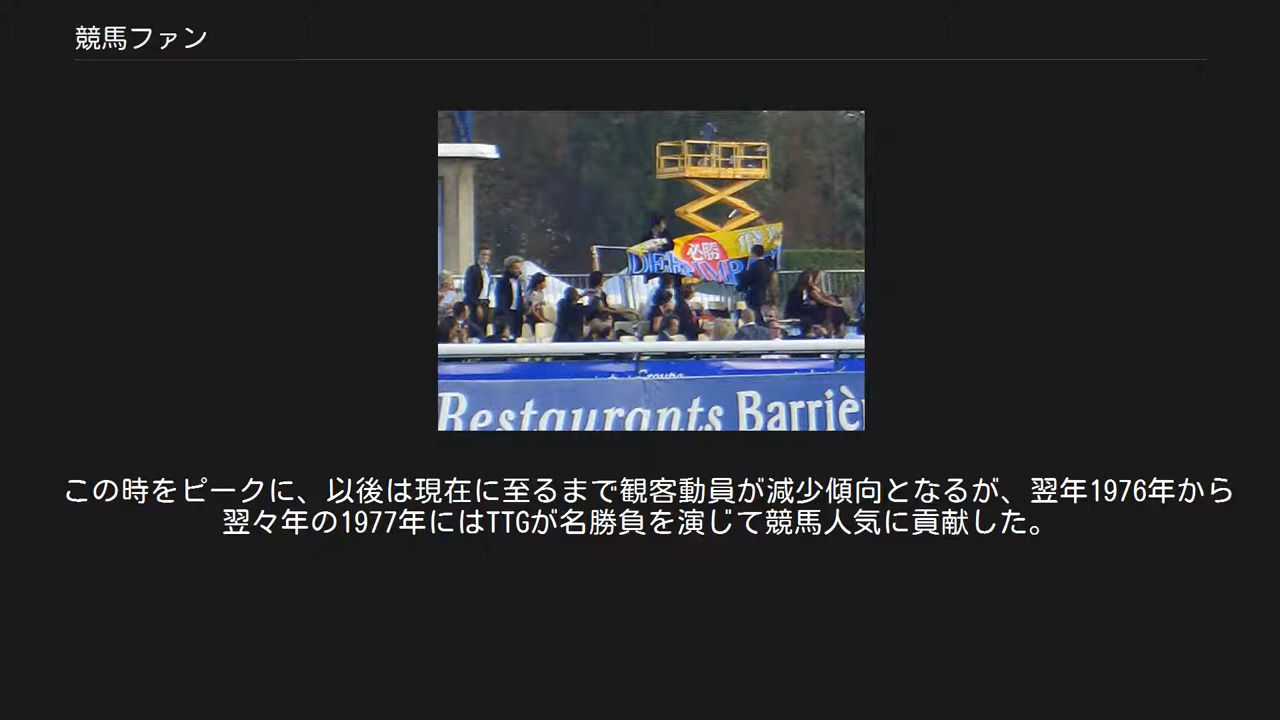 競馬ファン
必勝
Restaurants Barriè
この時をピークに、以後は現在に至るまで観客動員が減少傾向となるが、翌年1976年から
翌々年の1977年にはTTGが名勝負を演じて競馬人気に貢献した。